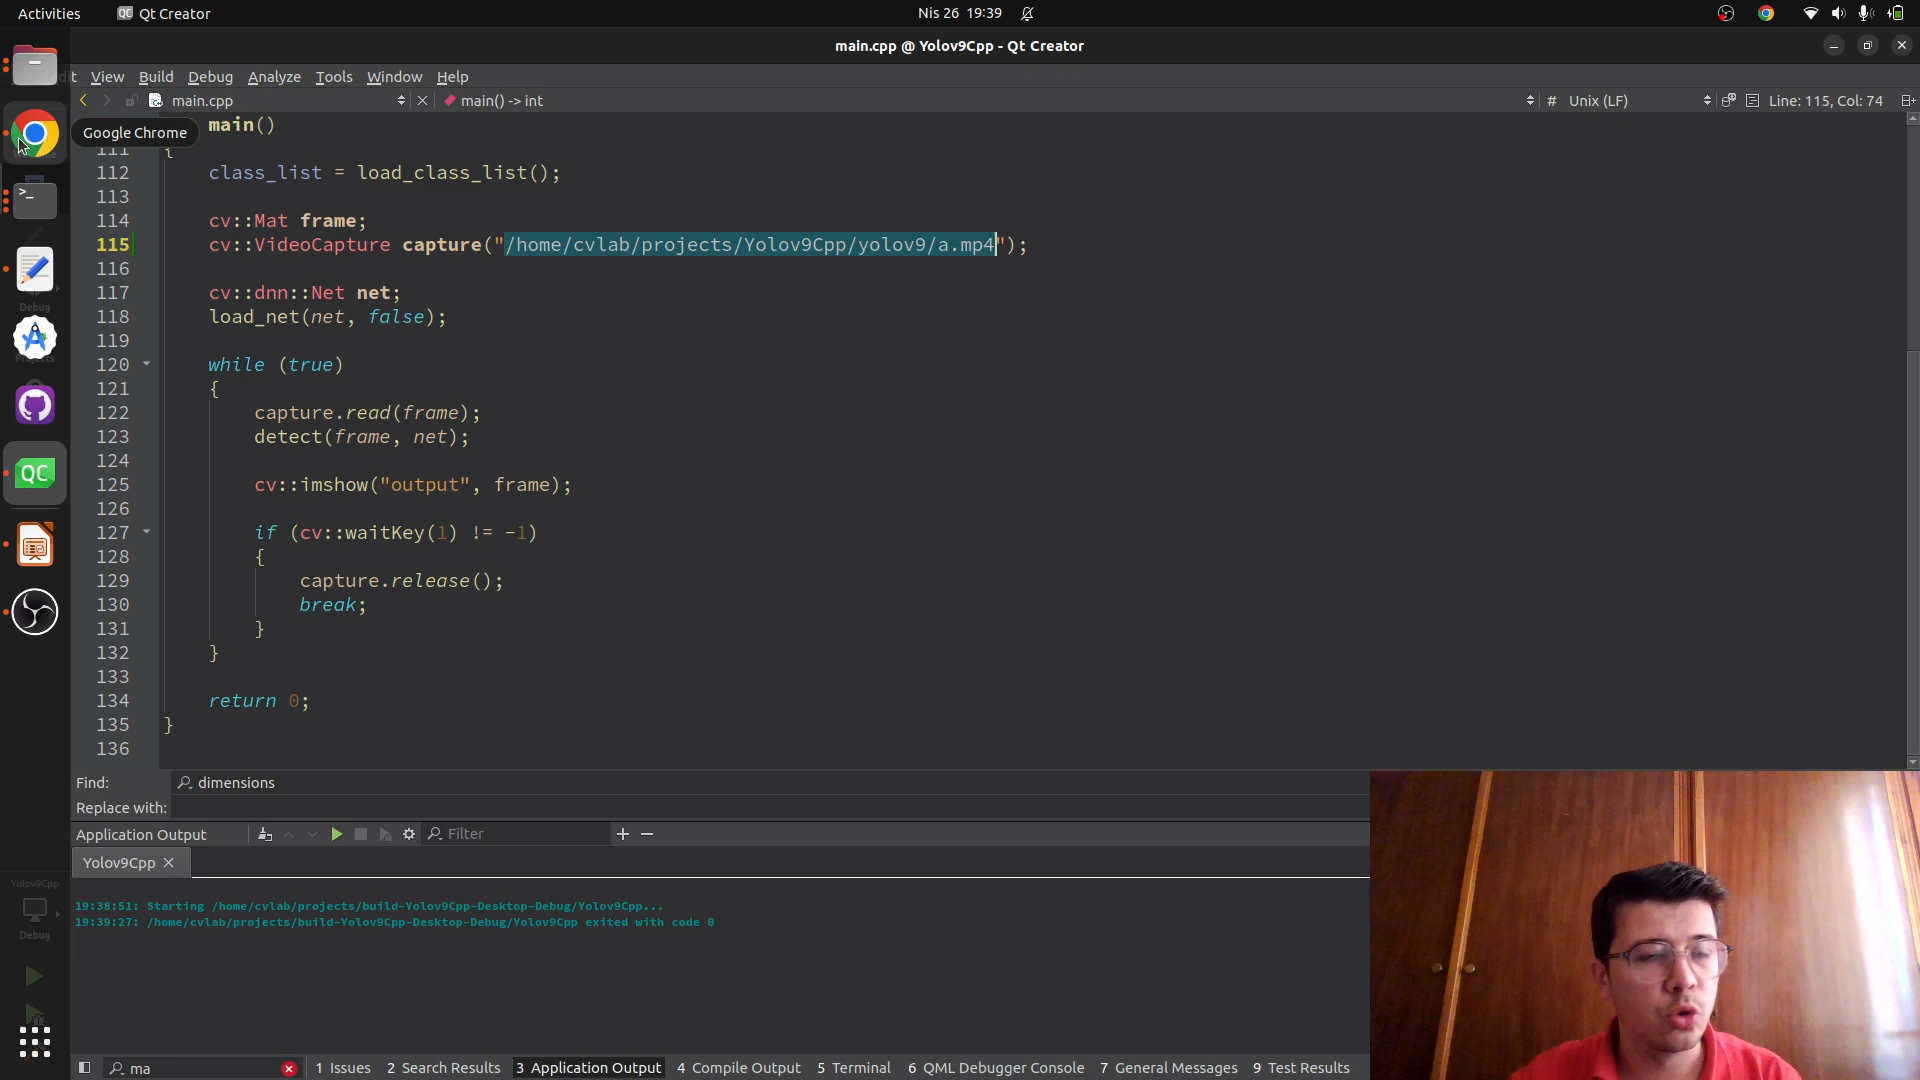 Activities
Qt Creator
Nis 26 19:39
main.cpp @ Yolov9Cpp - Qt Creator
View Build Debug Analyze Tools Window Help
main.cpp
main() -> int
# Unix (LF)
Line: 115, Col: 74
Google Chrome
main()
111 {
112 class_list = load_class_list();
113
114 cv::Mat frame;
115 cv::VideoCapture capture("/home/cvlab/projects/Yolov9Cpp/yolov9/a.mp4");
116
117 cv::dnn::Net net;
118 load_net(net, false);
119
120 while (true)
121 {
122 capture.read(frame);
123 detect(frame, net);
124
125 cv::imshow("output", frame);
126
127 if (cv::waitKey(1) != -1)
128 {
129 capture.release();
130 break;
131 }
132 }
133
134 return 0;
135 }
136
Debug
Projects
QC
Find: dimensions
Replace with:
Application Output
Filter
Yolov9Cpp
19:38:51: Starting /home/cvlab/projects/build-Yolov9Cpp-Desktop-Debug/Yolov9Cpp...
19:39:27: /home/cvlab/projects/build-Yolov9Cpp-Desktop-Debug/Yolov9Cpp exited with code 0
Yolov9Cpp
Debug
ma
1 Issues 2 Search Results 3 Application Output 4 Compile Output 5 Terminal 6 QML Debugger Console 7 General Messages 9 Test Results